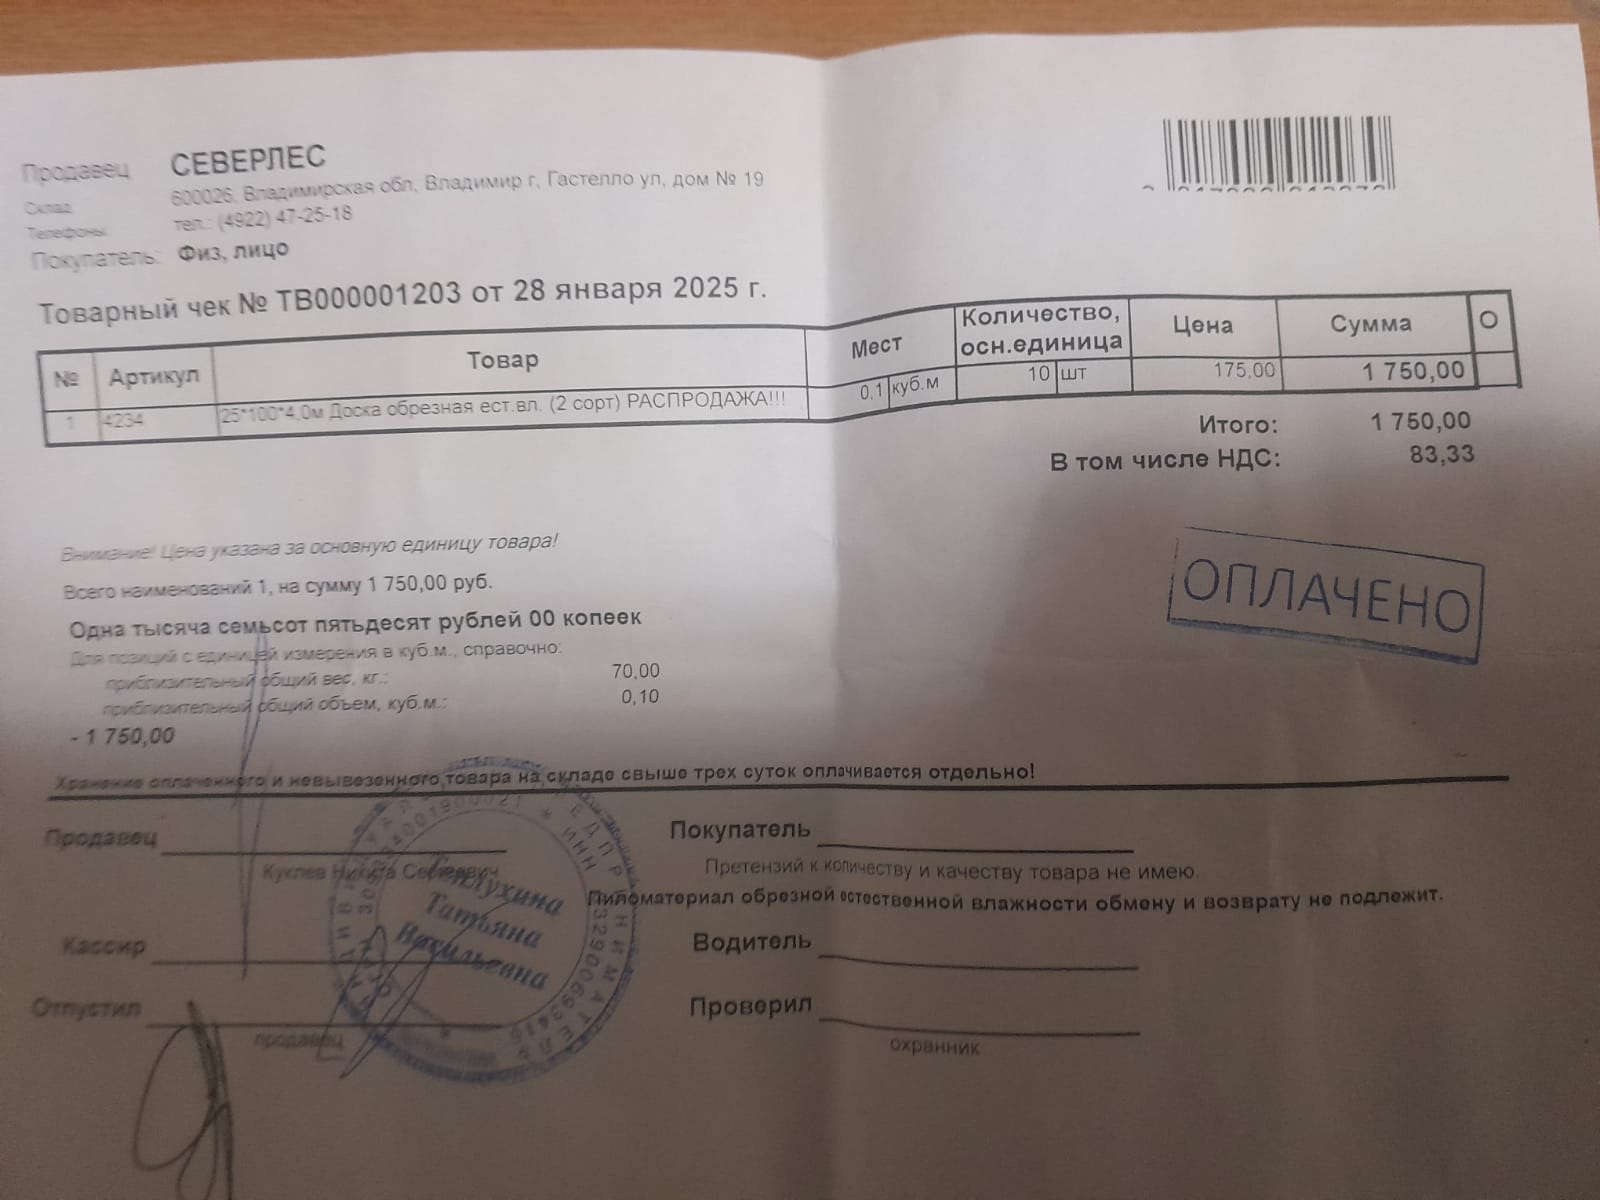 Продавец СЕВЕРЛЕС
Склад 600026, Владимирская обл, Владимир г, Гастелло ул, дом № 19
Телефоны: тел.: (4922) 47-25-18
Покупатель: Физ, лицо
Товарный чек № ТВ000001203 от 28 января 2025 г.
№ Артикул Товар Мест Количество, осн.единица Цена Сумма О
1 4234 25*100*4,0м Доска обрезная ест.вл. (2 сорт) РАСПРОДАЖА!!! 0,1 куб.м 10 шт 175,00 1 750,00
Итого: 1 750,00
В том числе НДС: 83,33
Внимание! Цена указана за основную единицу товара!
Всего наименований 1, на сумму 1 750,00 руб.
Одна тысяча семьсот пятьдесят рублей 00 копеек
ОПЛАЧЕНО
Для позиций с единицей измерения в куб.м., справочно:
приблизительный общий вес, кг.: 70,00
приблизительный общий объем, куб.м.: 0,10
- 1 750,00
Хранение оплаченного и невывезенного товара на складе свыше трех суток оплачивается отдельно!
Продавец Покупатель
Куклев Никита Сергеевич Претензий к количеству и качеству товара не имею.
Пиломатериал обрезной естественной влажности обмену и возврату не подлежит.
Кассир Водитель
Отпустил Проверил
продавец охранник
Татьяна
Васильевна
ИНН